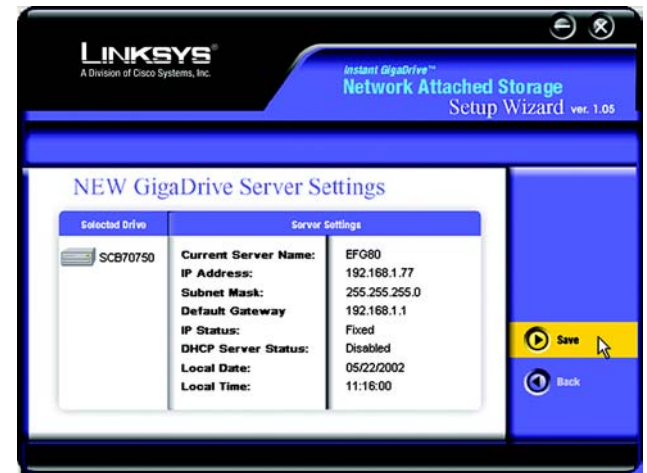 LINKSYS®
A Division of Cisco Systems, Inc.
Instant GigaDrive™
Network Attached Storage
Setup Wizard ver. 1.05
NEW GigaDrive Server Settings
Selected Drive Server Settings
SCB70750
Current Server Name: EFG80
IP Address: 192.168.1.77
Subnet Mask: 255.255.255.0
Default Gateway 192.168.1.1
IP Status: Fixed
DHCP Server Status: Disabled
Local Date: 05/22/2002
Local Time: 11:16:00
Save
Back